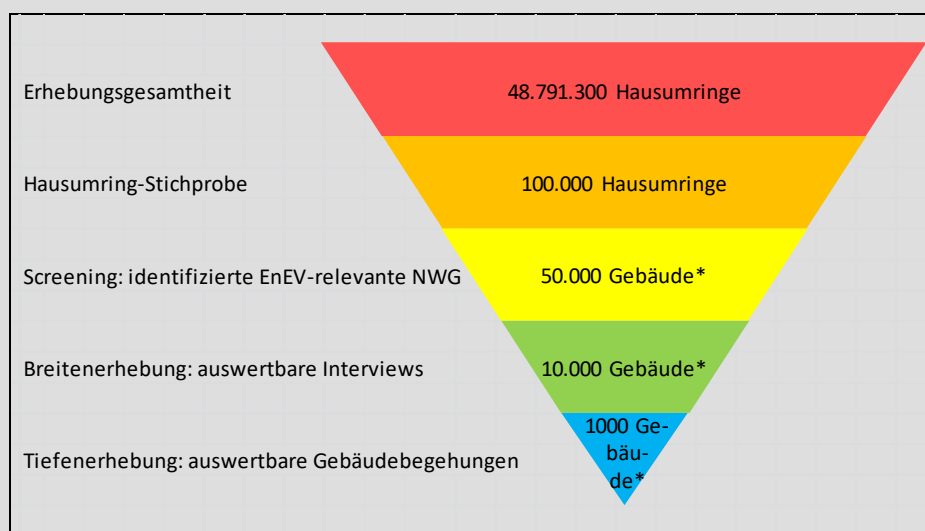 Erhebungsgesamtheit 48.791.300 Hausumringe
Hausumring-Stichprobe 100.000 Hausumringe
Screening: identifizierte EnEV-relevante NWG 50.000 Gebäude*
Breitenerhebung: auswertbare Interviews 10.000 Gebäude*
Tiefenerhebung: auswertbare Gebäudebegehungen
1000 Ge-
bäu-
de*